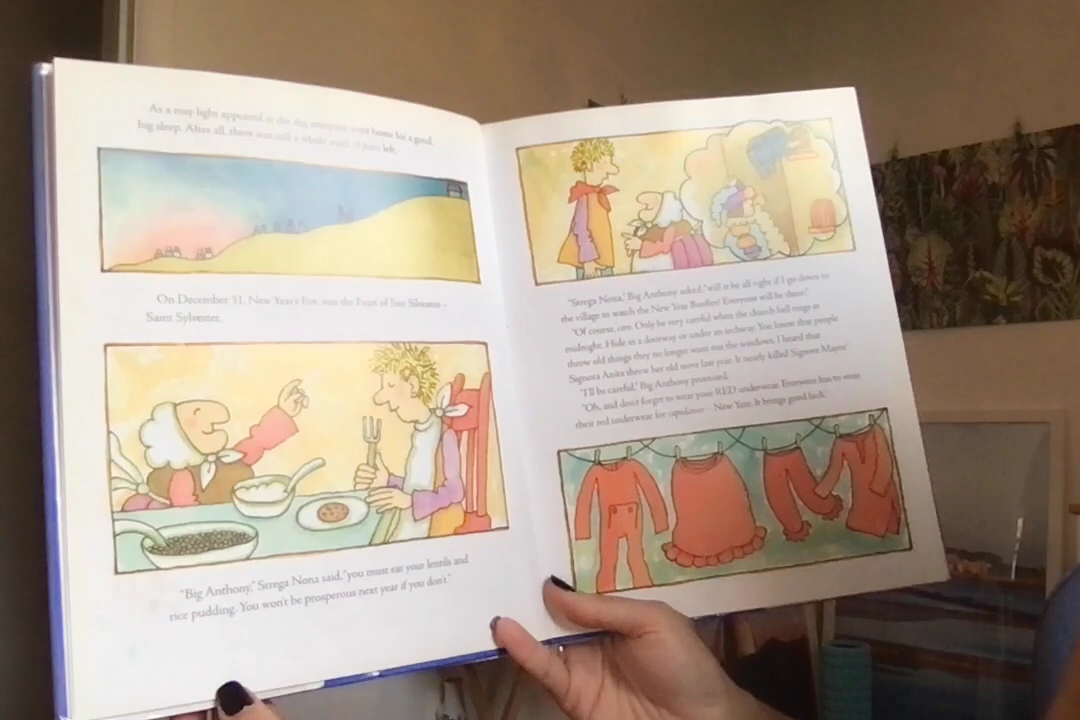 As a rosy light appeared in the sky, everyone went home for a good,
big sleep. After all, there was still a whole week of feasts left.
On December 31, New Year's Eve, was the Feast of San Silvestro –
Saint Sylvester.
"Big Anthony," Strega Nona said, "you must eat your lentils and
rice pudding. You won't be prosperous next year if you don't."
"Strega Nona," Big Anthony asked, "will it be all right if I go down to
the village to watch the New Year Bonfire? Everyone will be there."
"Of course, caro. Only be very careful when the church bell rings at
midnight. Hide in a doorway or under an archway. You know that people
throw old things they no longer want out the windows. I heard that
Signora Anita threw her old stove last year. It nearly killed Signore Mayor."
"I'll be careful," Big Anthony promised.
"Oh, and don't forget to wear your RED underwear. Everyone has to wear
their red underwear for capodanno – New Year. It brings good luck."